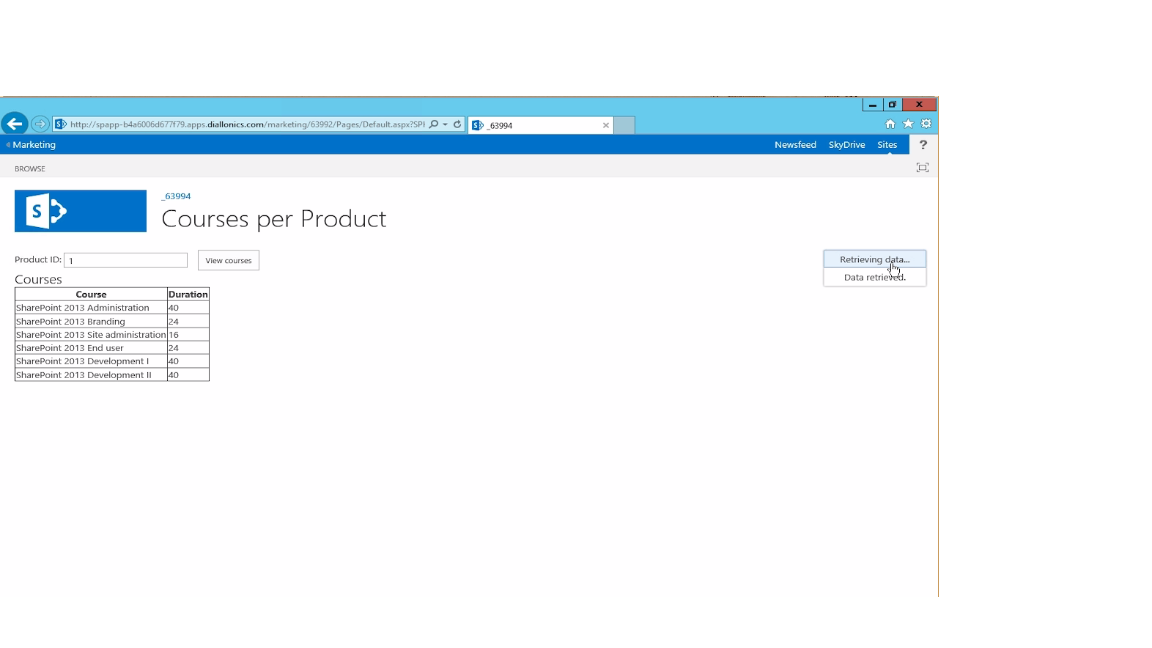 http://spapp-b4a6006d677f79.apps.diallonics.com/marketing/63992/Pages/Default.aspx?SPI
_63994
Marketing
Newsfeed SkyDrive Sites ?
BROWSE
S
_63994
Courses per Product
Product ID: 1 View courses
Retrieving data...
Data retrieved.
Courses
Course Duration
SharePoint 2013 Administration 40
SharePoint 2013 Branding 24
SharePoint 2013 Site administration 16
SharePoint 2013 End user 24
SharePoint 2013 Development I 40
SharePoint 2013 Development II 40